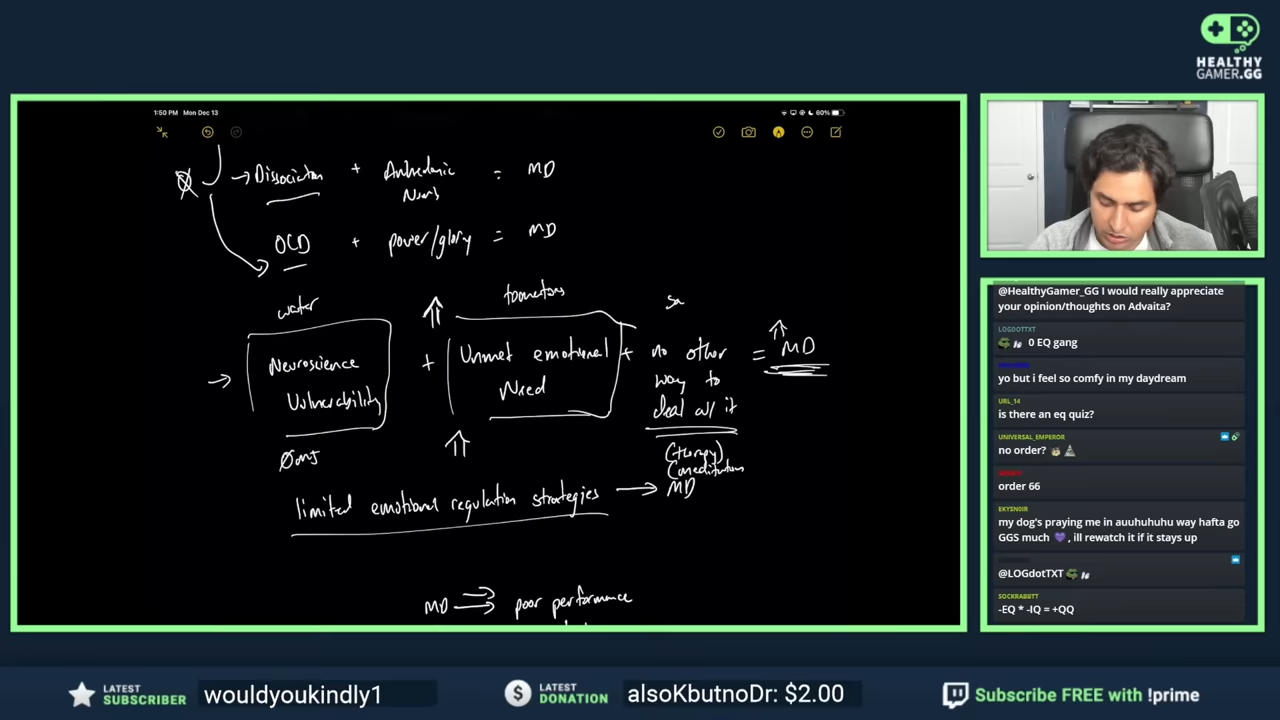 HEALTHY
GAMER.GG
1:50 PM Mon Dec 13
60%
→ Dissociation + Anhedonic = MD
Needs
OCD + power/glory = MD
water
Neuroscience
Vulnerability
+ Unmet emotional
Need
+ no other
way to
deal w/ it
= MD
(therapy)
limited emotional regulation strategies → MD
MD → poor performance
@HealthyGamer_GG I would really appreciate
your opinion/thoughts on Advaita?
LOGDOTTXT
0 EQ gang
yo but i feel so comfy in my daydream
URL_14
is there an eq quiz?
UNIVERSAL_EMPEROR
no order?
order 66
EKYSN0IR
my dog's praying me in auuhuhuhu way hafta go
GGS much 💜, ill rewatch it if it stays up
@LOGdotTXT
SOCKRABBTT
-EQ * -IQ = +QQ
LATEST
SUBSCRIBER
wouldyoukindly1
LATEST
DONATION
alsoKbutnoDr: $2.00
Subscribe FREE with !prime